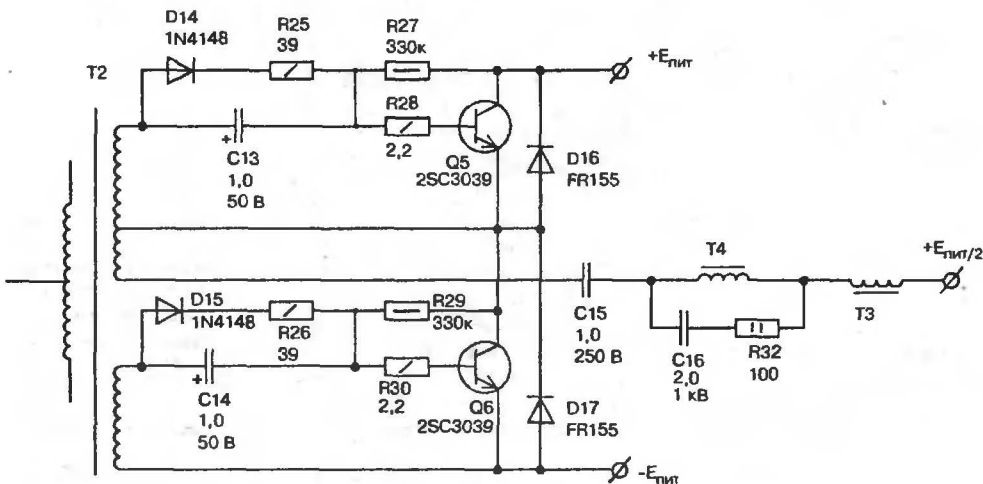 D14
1N4148
R25
39
R27
330к
+Eпит
T2
R28
2,2
+
C13
1,0
50 В
Q5
2SC3039
D16
FR155
T4
+Eпит/2
D15
1N4148
R26
39
R29
330к
C15
1,0
250 В
T3
C16
2,0
1 кВ
R32
100
+
C14
1,0
50 В
R30
2,2
Q6
2SC3039
D17
FR155
-Eпит